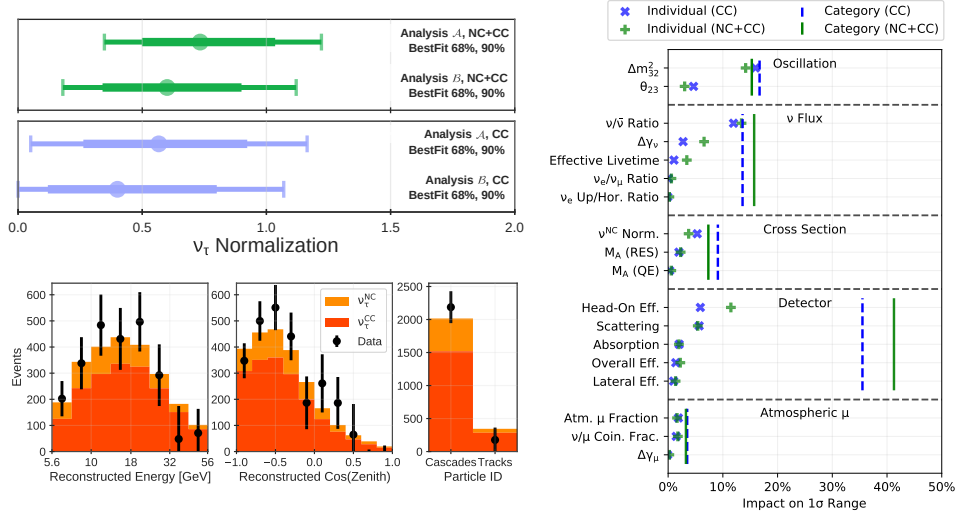 Analysis 𝒜, NC+CC
BestFit 68%, 90%
Analysis ℬ, NC+CC
BestFit 68%, 90%
Analysis 𝒜, CC
BestFit 68%, 90%
Analysis ℬ, CC
BestFit 68%, 90%
0.0 0.5 1.0 1.5 2.0
ντ Normalization
Events
600
500
400
300
200
100
0
5.6 10 18 32 56
Reconstructed Energy [GeV]
600
500
400
300
200
100
0
−1.0 −0.5 0.0 0.5 1.0
Reconstructed Cos(Zenith)
ντ^NC
ντ^CC
Data
2500
2000
1500
1000
500
0
Cascades Tracks
Particle ID
Individual (CC) Category (CC)
Individual (NC+CC) Category (NC+CC)
Oscillation
Δm²₃₂
θ₂₃
ν Flux
ν/ν̄ Ratio
Δγν
Effective Livetime
νe/νμ Ratio
νe Up/Hor. Ratio
Cross Section
ν^NC Norm.
M_A (RES)
M_A (QE)
Detector
Head-On Eff.
Scattering
Absorption
Overall Eff.
Lateral Eff.
Atmospheric μ
Atm. μ Fraction
ν/μ Coin. Frac.
Δγμ
0% 10% 20% 30% 40% 50%
Impact on 1σ Range